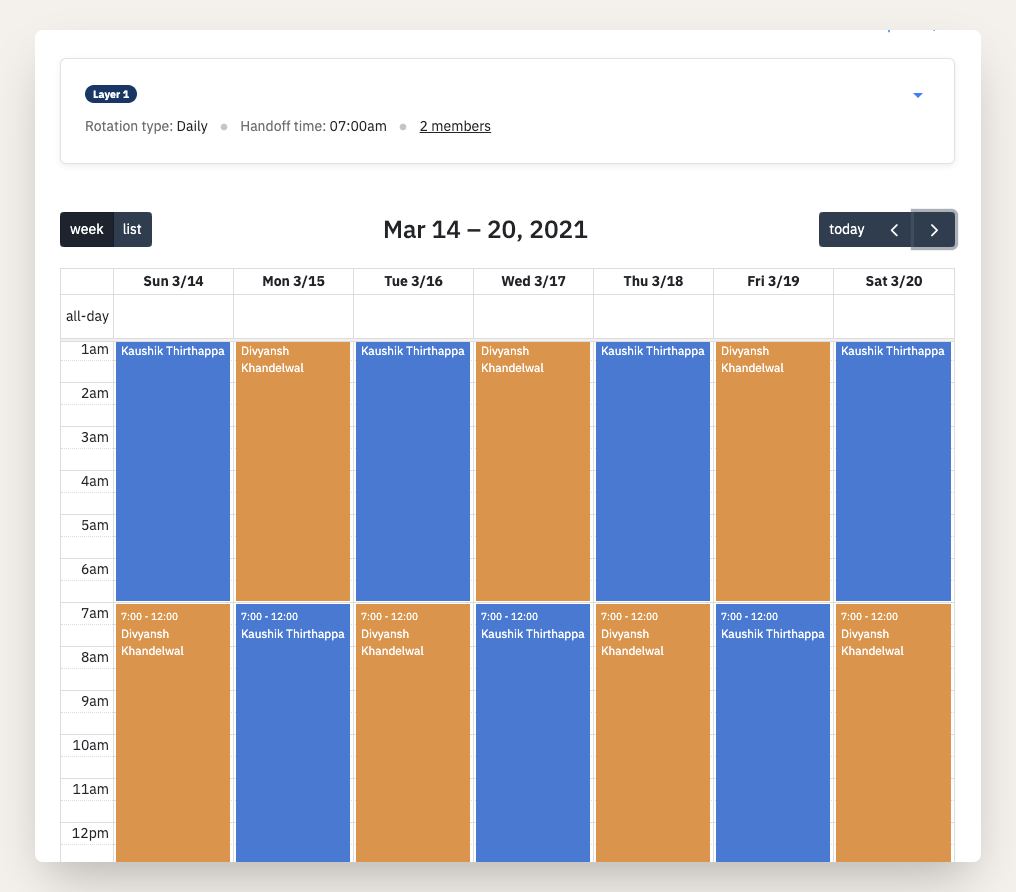 Layer 1
Rotation type: Daily Handoff time: 07:00am 2 members
week list Mar 14 – 20, 2021 today
Sun 3/14 Mon 3/15 Tue 3/16 Wed 3/17 Thu 3/18 Fri 3/19 Sat 3/20
all-day
1am Kaushik Thirthappa Divyansh Kaushik Thirthappa Divyansh Kaushik Thirthappa Divyansh Kaushik Thirthappa
Khandelwal Khandelwal Khandelwal
2am
3am
4am
5am
6am
7am 7:00 - 12:00 7:00 - 12:00 7:00 - 12:00 7:00 - 12:00 7:00 - 12:00 7:00 - 12:00 7:00 - 12:00
Divyansh Kaushik Thirthappa Divyansh Kaushik Thirthappa Divyansh Kaushik Thirthappa Divyansh
Khandelwal Khandelwal Khandelwal Khandelwal
8am
9am
10am
11am
12pm